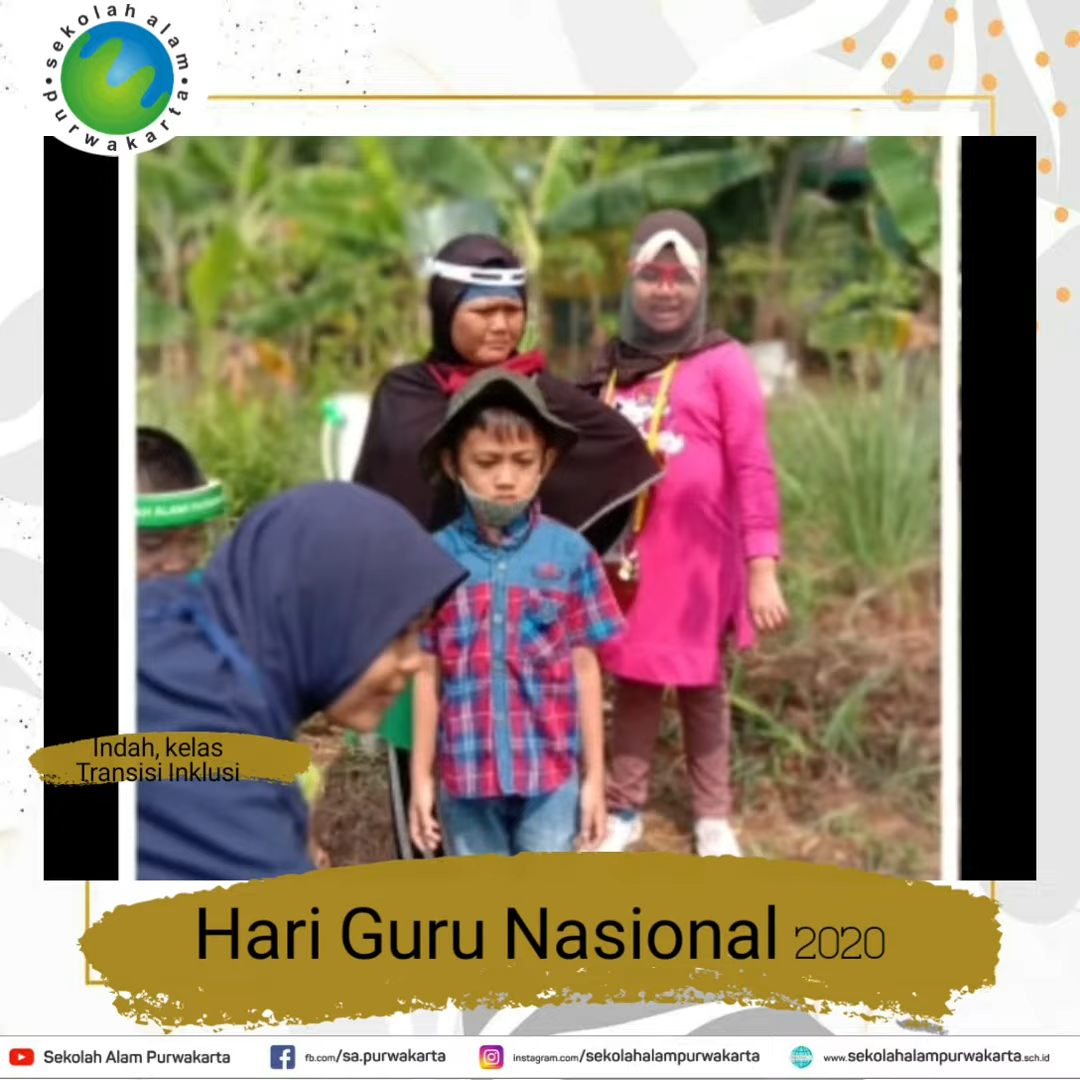 sekolah alam
purwakarta
Indah, kelas
Transisi Inklusi
Hari Guru Nasional 2020
Sekolah Alam Purwakarta
fb.com/sa.purwakarta
instagram.com/sekolahalampurwakarta
www.sekolahalampurwakarta.sch.id